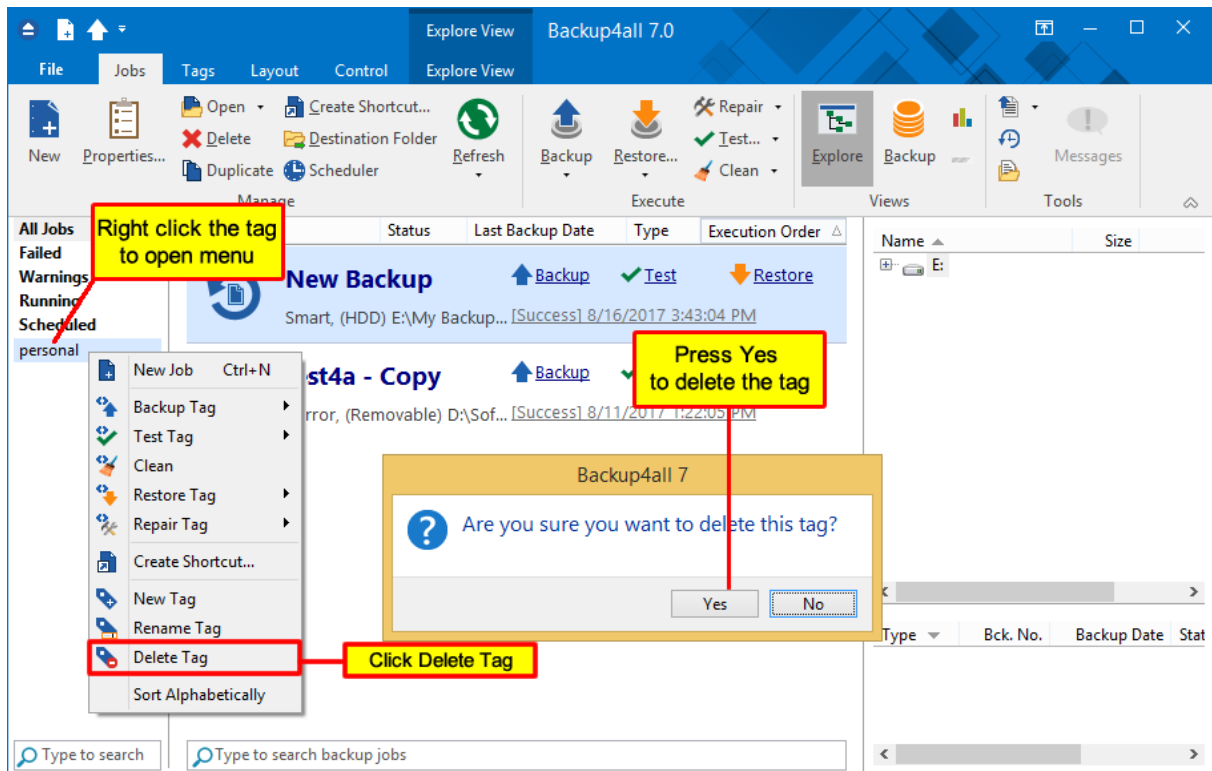 Explore View
Backup4all 7.0
File
Jobs
Tags
Layout
Control
Explore View
New
Properties...
Open
Delete
Duplicate
Create Shortcut...
Destination Folder
Scheduler
Manage
Refresh
Backup
Restore...
Repair
Test...
Clean
Execute
Explore
Backup
Views
Messages
Tools
All Jobs
Failed
Warnings
Running
Scheduled
personal
Right click the tag
to open menu
Status
Last Backup Date
Type
Execution Order
New Backup
Backup
Test
Restore
Smart, (HDD) E:\My Backup... [Success] 8/16/2017 3:43:04 PM
st4a - Copy
Backup
rror, (Removable) D:\Sof... [Success] 8/11/2017 1:22:05 PM
Press Yes
to delete the tag
New Job Ctrl+N
Backup Tag
Test Tag
Clean
Restore Tag
Repair Tag
Create Shortcut...
New Tag
Rename Tag
Delete Tag
Sort Alphabetically
Click Delete Tag
Backup4all 7
Are you sure you want to delete this tag?
Yes
No
Name
Size
E:
Type
Bck. No.
Backup Date
Stat
Type to search
Type to search backup jobs